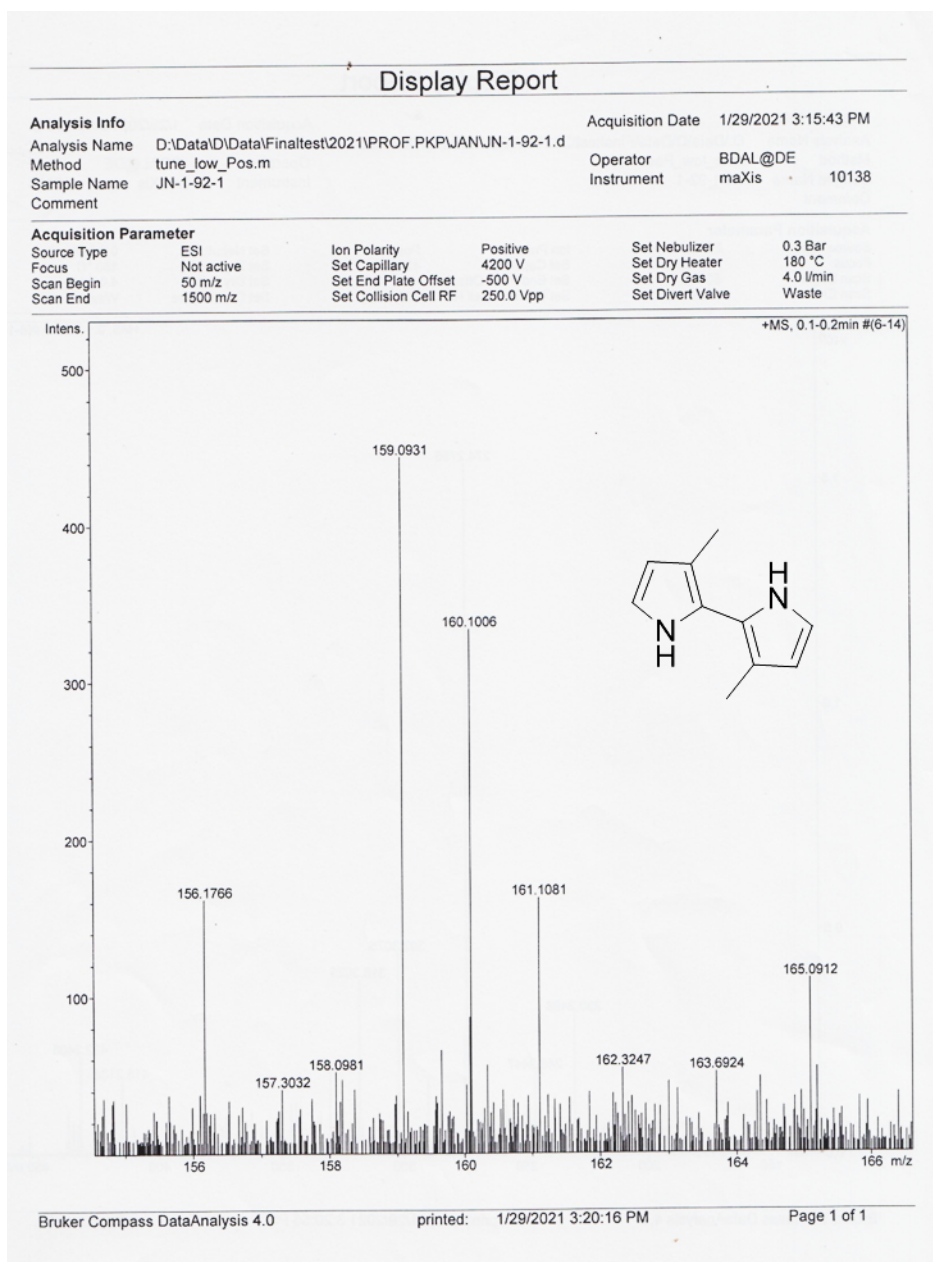 Display Report
Analysis Info
Acquisition Date 1/29/2021 3:15:43 PM
Analysis Name D:\Data\D\Data\Finaltest\2021\PROF.PKP\JAN\JN-1-92-1.d
Method tune_low_Pos.m
Operator BDAL@DE
Sample Name JN-1-92-1
Instrument maXis 10138
Comment
Acquisition Parameter
Source Type ESI Ion Polarity Positive Set Nebulizer 0.3 Bar
Focus Not active Set Capillary 4200 V Set Dry Heater 180 °C
Scan Begin 50 m/z Set End Plate Offset -500 V Set Dry Gas 4.0 l/min
Scan End 1500 m/z Set Collision Cell RF 250.0 Vpp Set Divert Valve Waste
Intens.
+MS, 0.1-0.2min #(6-14)
500
159.0931
400
H
N
160.1006
N
H
300
200
156.1766
161.1081
165.0912
100
158.0981
162.3247
163.6924
157.3032
156 158 160 162 164 166 m/z
Bruker Compass DataAnalysis 4.0 printed: 1/29/2021 3:20:16 PM Page 1 of 1